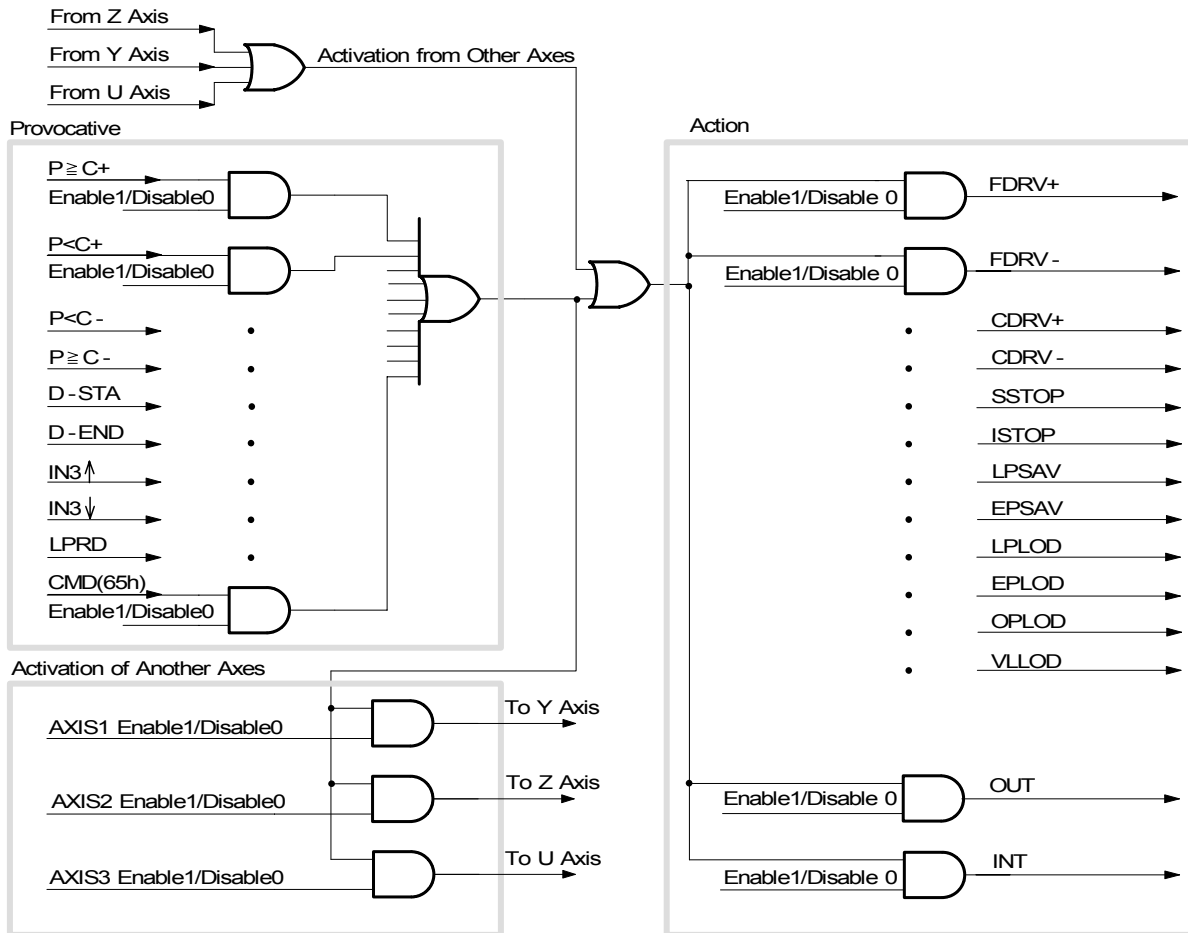 From Z Axis
From Y Axis
From U Axis
Activation from Other Axes
Provocative
P≧C+
Enable1/Disable0
P<C+
Enable1/Disable0
P<C-
P≧C-
D-STA
D-END
IN3↑
IN3↓
LPRD
CMD(65h)
Enable1/Disable0
Activation of Another Axes
AXIS1 Enable1/Disable0
To Y Axis
AXIS2 Enable1/Disable0
To Z Axis
AXIS3 Enable1/Disable0
To U Axis
Action
Enable1/Disable 0
FDRV+
Enable1/Disable 0
FDRV-
CDRV+
CDRV-
SSTOP
ISTOP
LPSAV
EPSAV
LPLOD
EPLOD
OPLOD
VLLOD
Enable1/Disable 0
OUT
Enable1/Disable 0
INT